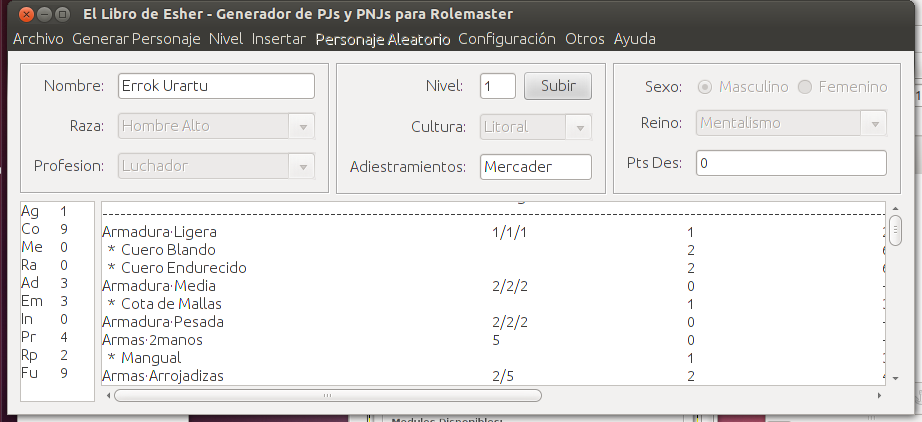 El Libro de Esher - Generador de PJs y PNJs para Rolemaster
Archivo Generar Personaje Nivel Insertar Personaje Aleatorio Configuración Otros Ayuda
Nombre: Errok Urartu
Raza: Hombre Alto
Profesion: Luchador
Nivel: 1 Subir
Cultura: Litoral
Adiestramientos: Mercader
Sexo: Masculino Femenino
Reino: Mentalismo
Pts Des: 0
Ag 1
Co 9
Me 0
Ra 0
Ad 3
Em 3
In 0
Pr 4
Rp 2
Fu 9
Armadura·Ligera 1/1/1 1
* Cuero Blando 2
* Cuero Endurecido 2
Armadura·Media 2/2/2 0
* Cota de Mallas 1
Armadura·Pesada 2/2/2 0
Armas·2manos 5 0
* Mangual 1
Armas·Arrojadizas 2/5 2
Modulos Disponibles: